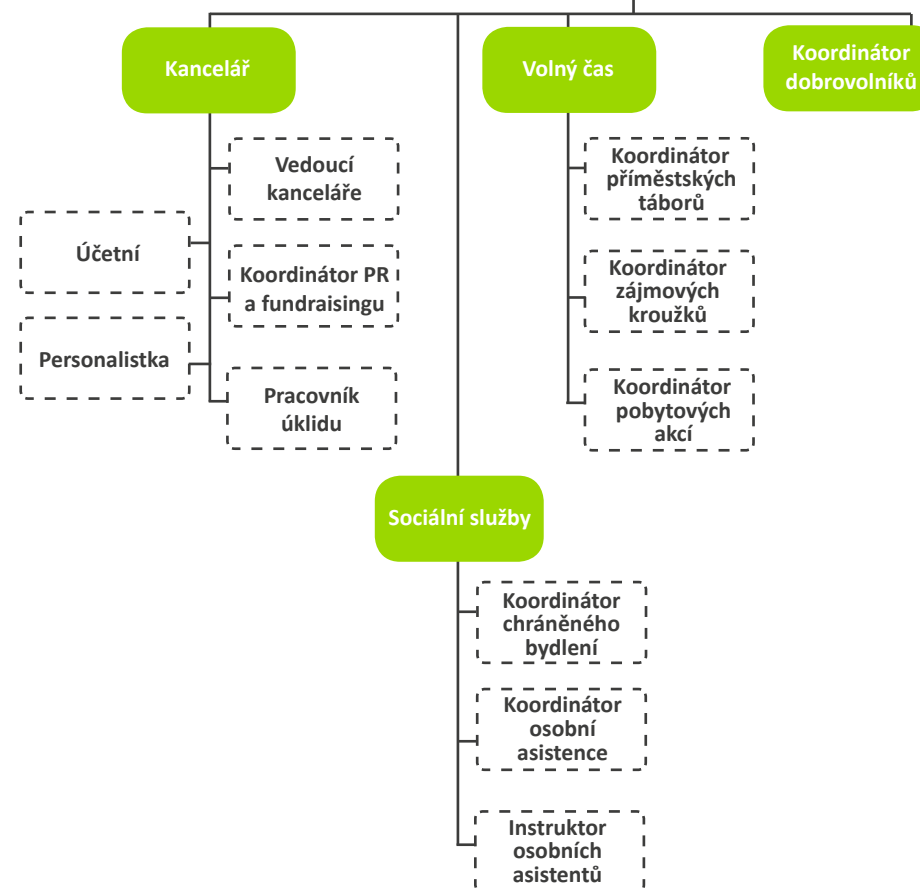 Kancelář
Volný čas
Koordinátor
dobrovolníků
Vedoucí
kanceláře
Účetní
Koordinátor PR
a fundraisingu
Personalistka
Pracovník
úklidu
Koordinátor
příměstských
táborů
Koordinátor
zájmových
kroužků
Koordinátor
pobytových
akcí
Sociální služby
Koordinátor
chráněného
bydlení
Koordinátor
osobní
asistence
Instruktor
osobních
asistentů